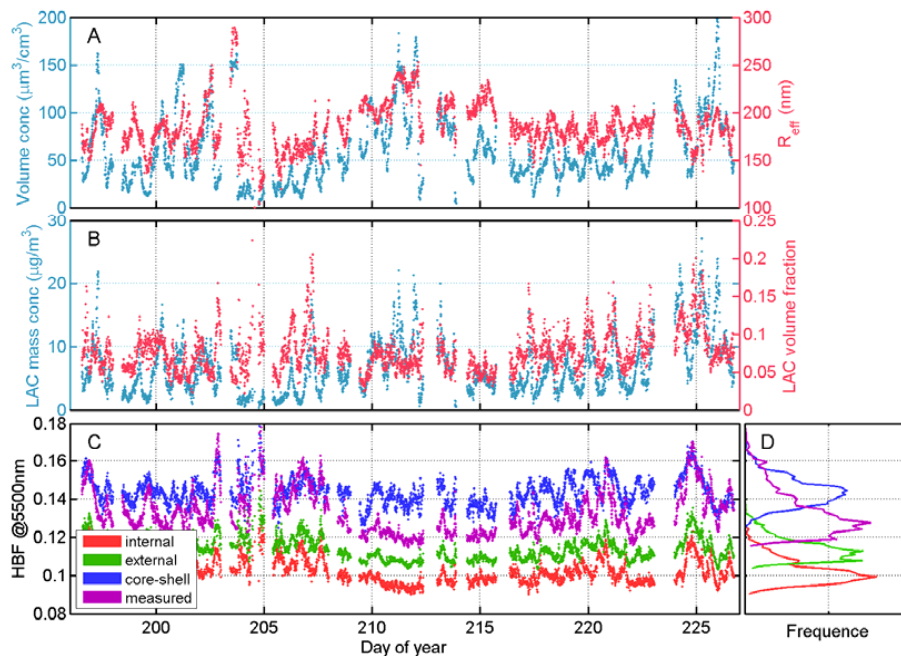 A
Volume conc (μm³/cm³)
200
150
100
50
0
300
250
200
150
100
R_eff (nm)
B
LAC mass conc (μg/m³)
30
20
10
0
0.25
0.2
0.15
0.1
0.05
0
LAC volume fraction
C
HBF @5500nm
0.18
0.16
0.14
0.12
0.1
0.08
internal
external
core-shell
measured
200
205
210
215
220
225
Day of year
D
Frequence